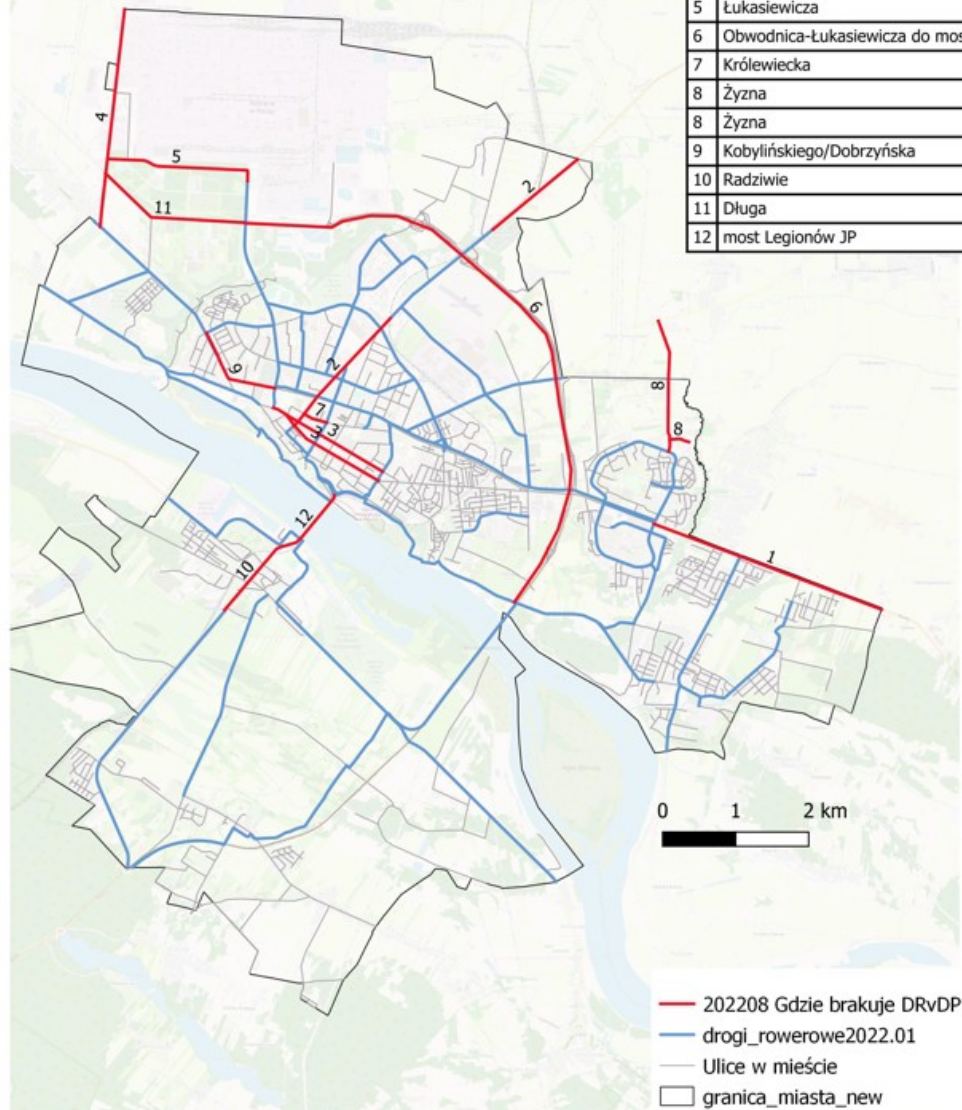 5 Łukasiewicza
6 Obwodnica-Łukasiewicza do mos
7 Królewiecka
8 Żyzna
8 Żyzna
9 Kobylińskiego/Dobrzyńska
10 Radziwie
11 Długa
12 most Legionów JP
4
5
2
11
6
2
8
9
7
3
3
8
12
1
10
0 1 2 km
202208 Gdzie brakuje DRvDP
drogi_rowerowe2022.01
Ulice w mieście
granica_miasta_new